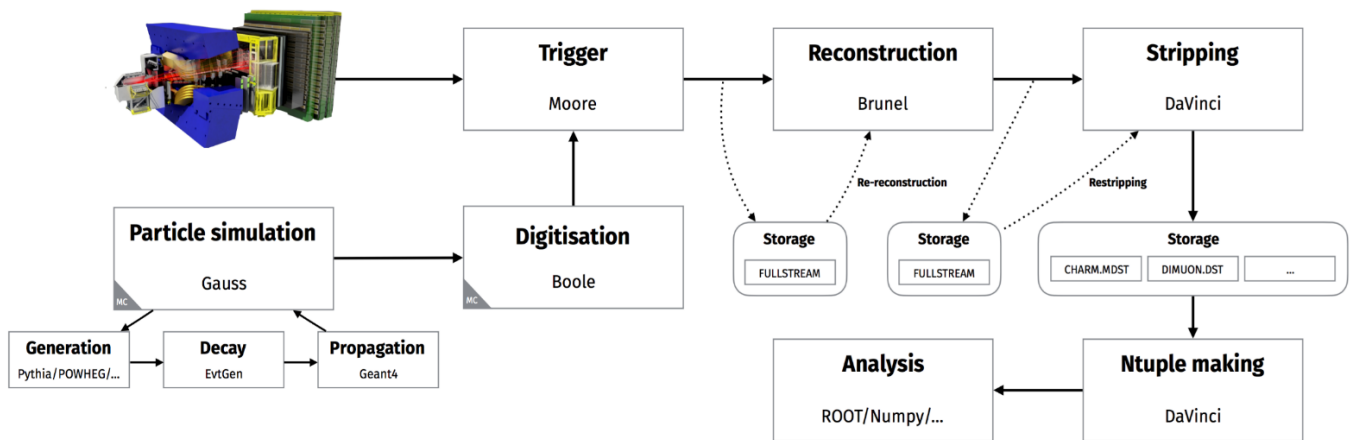 Trigger
Moore
Reconstruction
Brunel
Stripping
DaVinci
Re-reconstruction
Restripping
Particle simulation
Gauss
MC
Digitisation
Boole
MC
Storage
FULLSTREAM
Storage
FULLSTREAM
Storage
CHARM.MDST
DIMUON.DST
...
Generation
Pythia/POWHEG/...
Decay
EvtGen
Propagation
Geant4
Analysis
ROOT/Numpy/...
Ntuple making
DaVinci